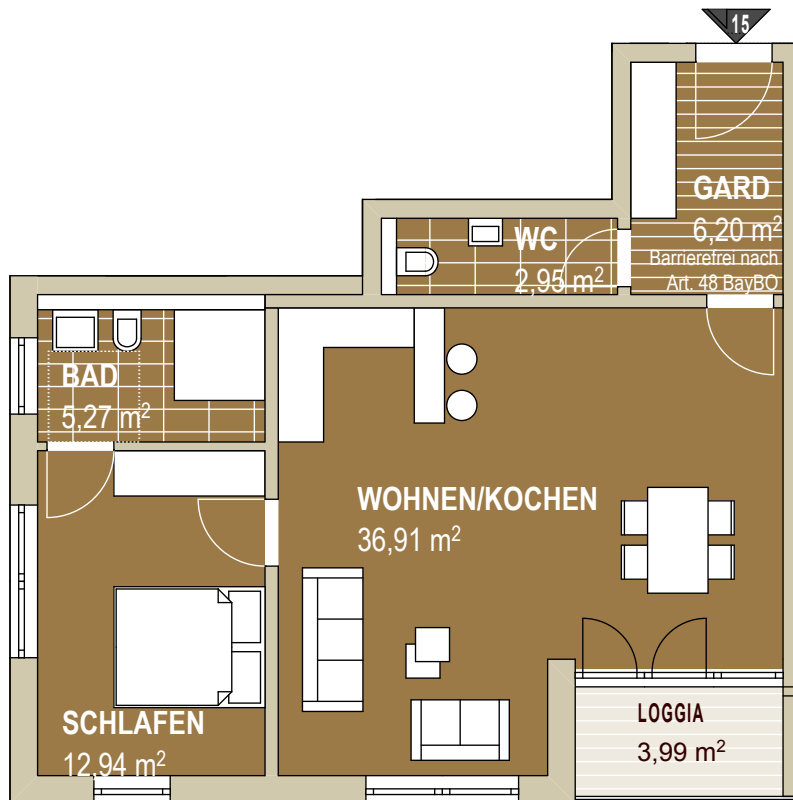 15
GARD
6,20 m²
Barrierefrei nach
Art. 48 BayBO
WC
2,95 m²
BAD
5,27 m²
WOHNEN/KOCHEN
36,91 m²
SCHLAFEN
12,94 m²
LOGGIA
3,99 m²